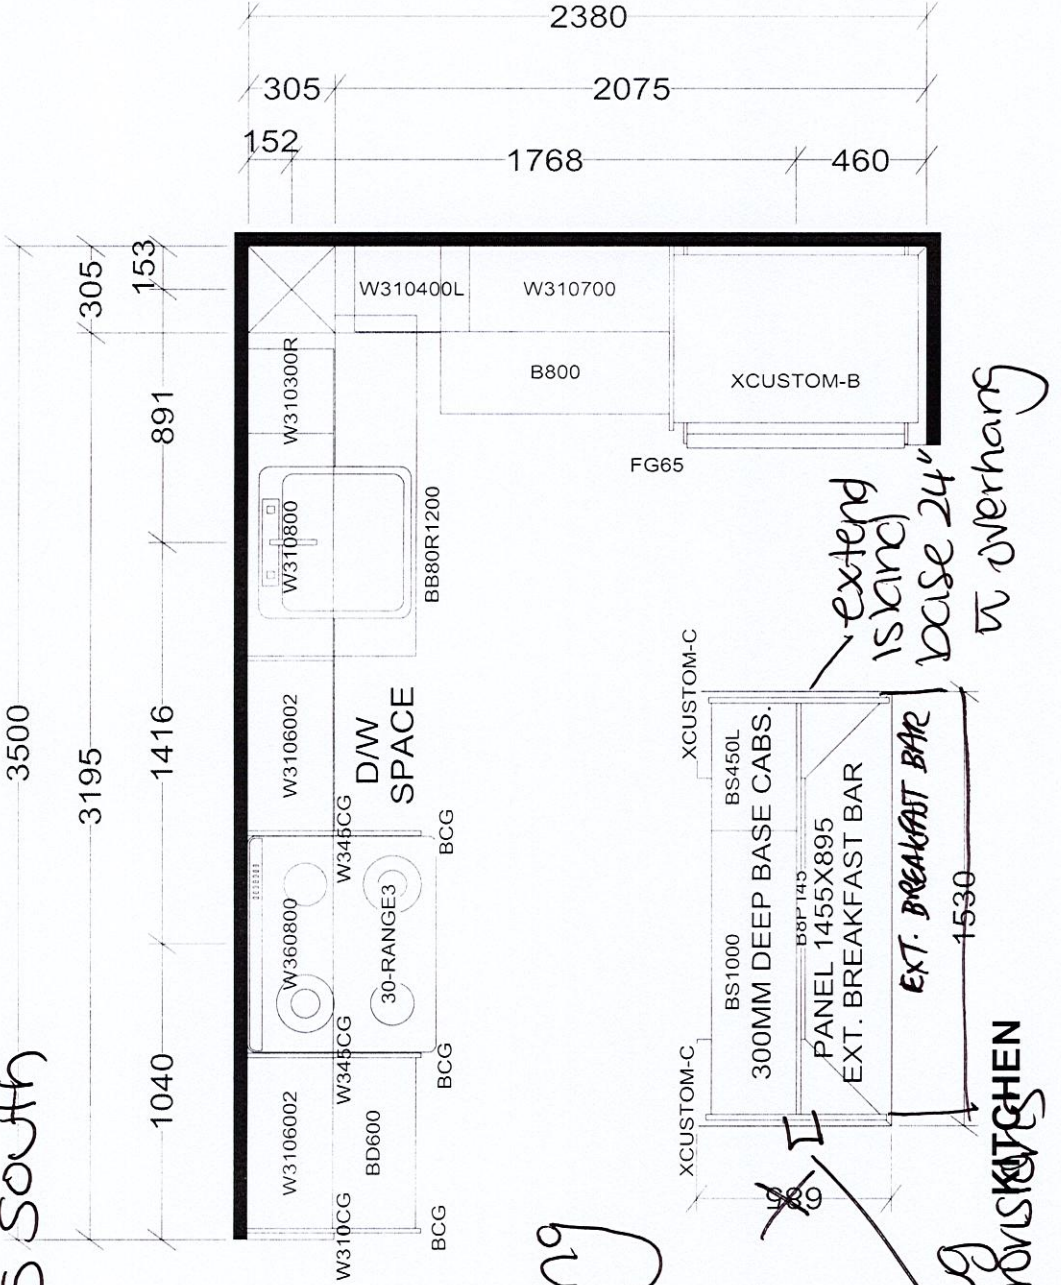 2380
305
2075
152
1768
460
3500
305
3195
153
891
1416
1040
W310400L
W310700
B800
XCUSTOM-B
FG65
W310300R
W310800
BB80R1200
W3106002
D/W
SPACE
W345CG
BCG
W360800
30-RANGE3
W345CG
BCG
W3106002
BD600
W310CG
BCG
extend
island
base 24"
w overhang
XCUSTOM-C
BS450L
BS1000
300MM DEEP BASE CABS.
PANEL 1455X895
EXT. BREAKFAST BAR
EXT. BREAKFAST BAR
1530
XCUSTOM-C
KITCHEN
South